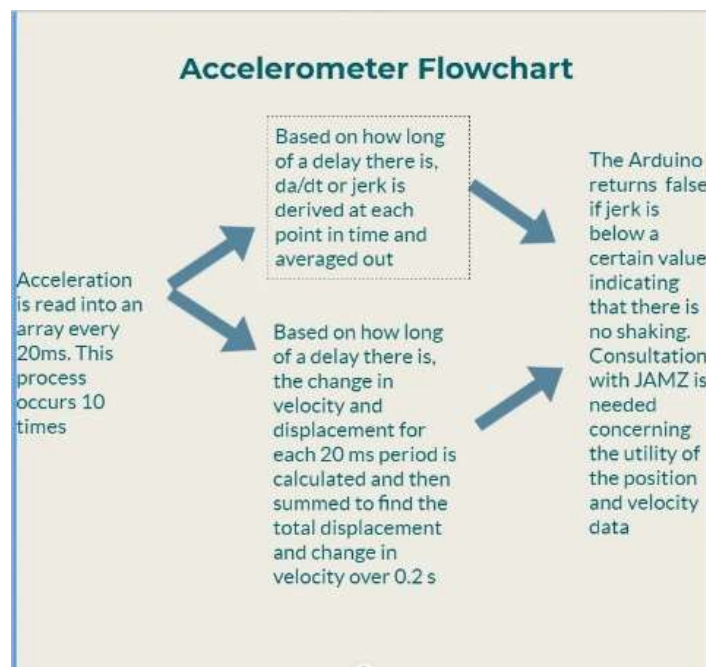 Accelerometer Flowchart
Acceleration
is read into an
array every
20ms. This
process
occurs 10
times
Based on how long
of a delay there is,
da/dt or jerk is
derived at each
point in time and
averaged out
Based on how long
of a delay there is,
the change in
velocity and
displacement for
each 20 ms period is
calculated and then
summed to find the
total displacement
and change in
velocity over 0.2 s
The Arduino
returns false
if jerk is
below a
certain value
indicating
that there is
no shaking.
Consultation
with JAMZ is
needed
concerning
the utility of
the position
and velocity
data